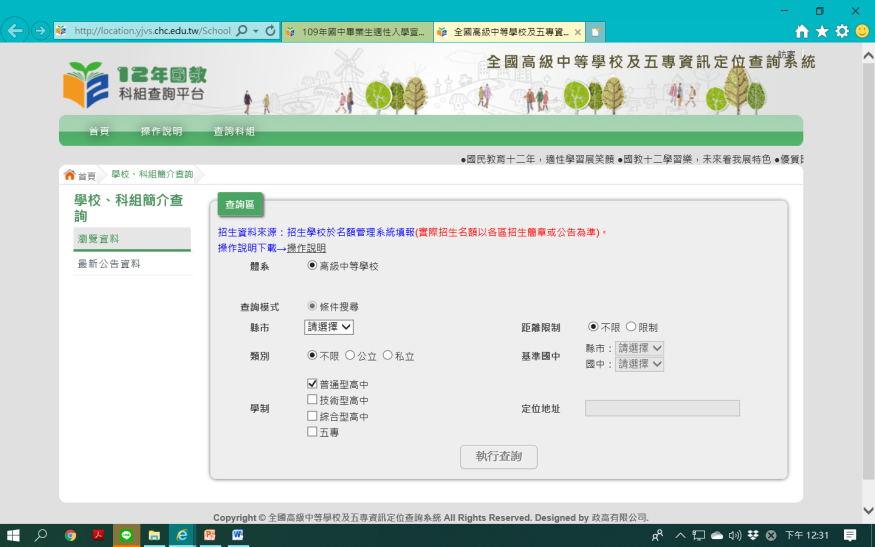 http://location.yjvs.chc.edu.tw/School
109年國中畢業生適性入學宣...
全國高級中等學校及五專資...
12年國教
科組查詢平台
全國高級中等學校及五專資訊定位查詢系統
首頁 操作說明 查詢科組
●國民教育十二年，適性學習展笑顏 ●國教十二學習樂，未來看我展特色 ●優質
首頁 學校、科組簡介查詢
學校、科組簡介查
詢
瀏覽資料
最新公告資料
查詢區
招生資料來源：招生學校於名額管理系統填報(實際招生名額以各區招生簡章或公告為準)。
操作說明下載→操作說明
體系 高級中等學校
查詢模式 條件搜尋
縣市 請選擇 距離限制 不限 限制
類別 不限 公立 私立 基準國中 縣市： 請選擇
國中： 請選擇
學制 普通型高中
技術型高中
綜合型高中
五專
定位地址
執行查詢
Copyright © 全國高級中等學校及五專資訊定位查詢系統 All Rights Reserved. Designed by 政高有限公司.
下午 12:31